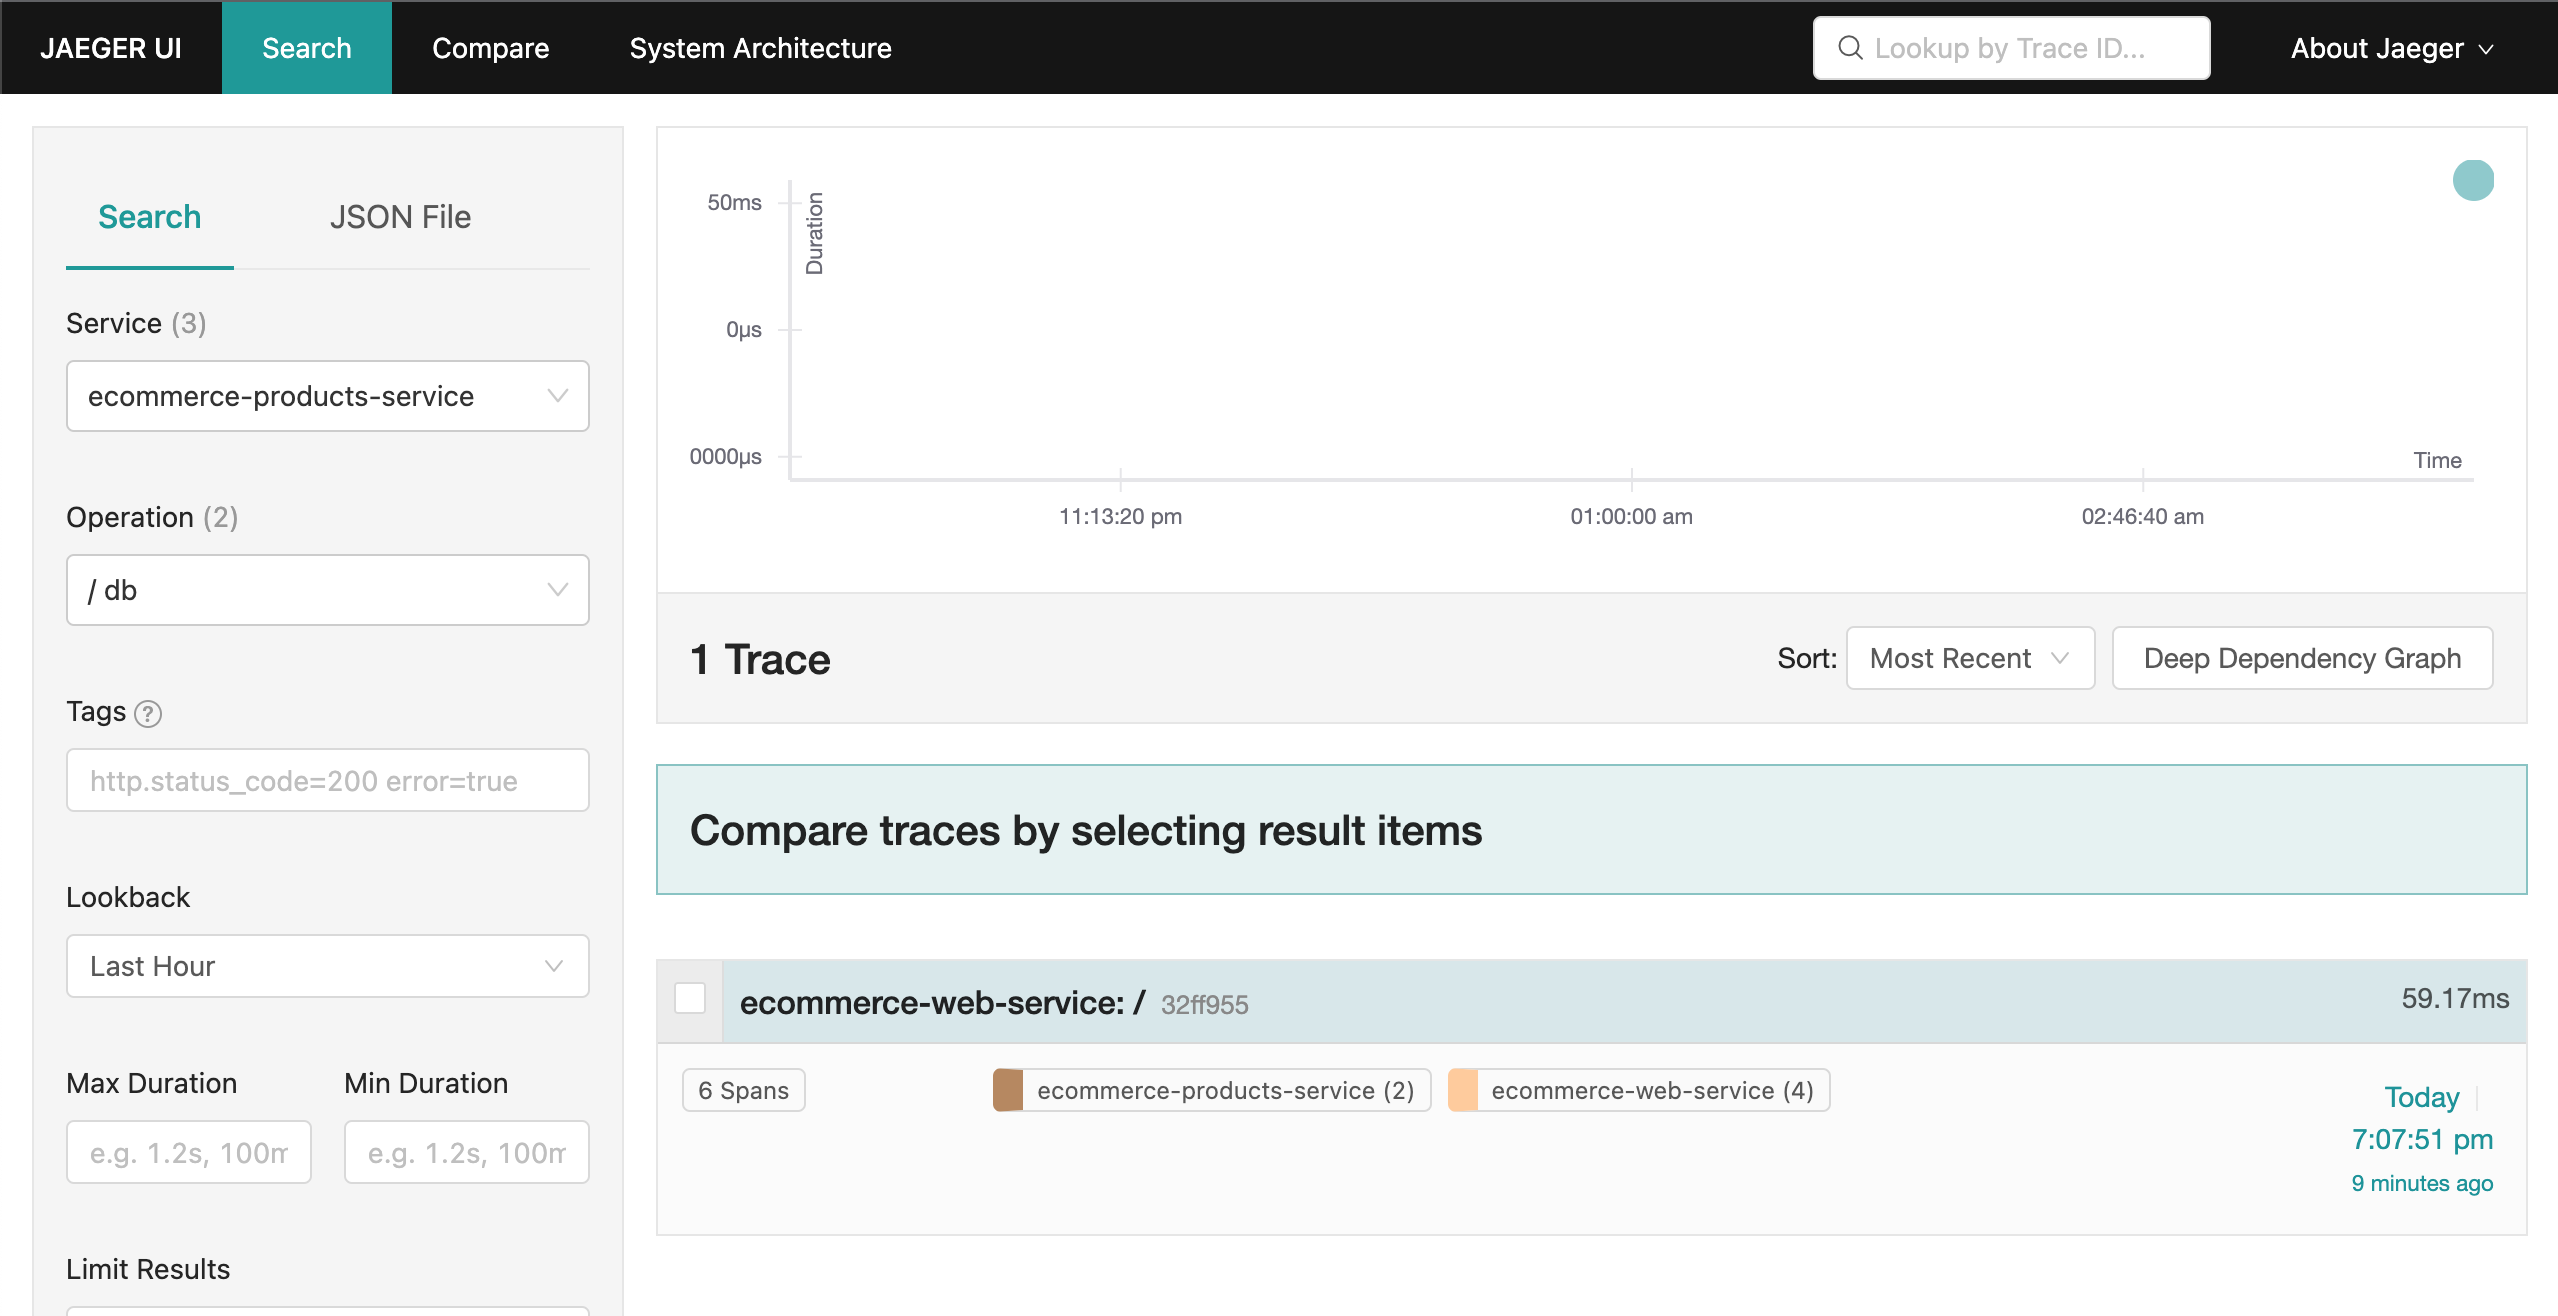 JAEGER UI
Search
Compare
System Architecture
Lookup by Trace ID...
About Jaeger
Search
JSON File
Service (3)
ecommerce-products-service
Operation (2)
/ db
Tags ?
http.status_code=200 error=true
Lookback
Last Hour
Max Duration
Min Duration
e.g. 1.2s, 100m
e.g. 1.2s, 100m
Limit Results
50ms
0µs
0000µs
Duration
Time
11:13:20 pm
01:00:00 am
02:46:40 am
1 Trace
Sort:
Most Recent
Deep Dependency Graph
Compare traces by selecting result items
ecommerce-web-service: / 32ff955
59.17ms
6 Spans
ecommerce-products-service (2)
ecommerce-web-service (4)
Today
7:07:51 pm
9 minutes ago